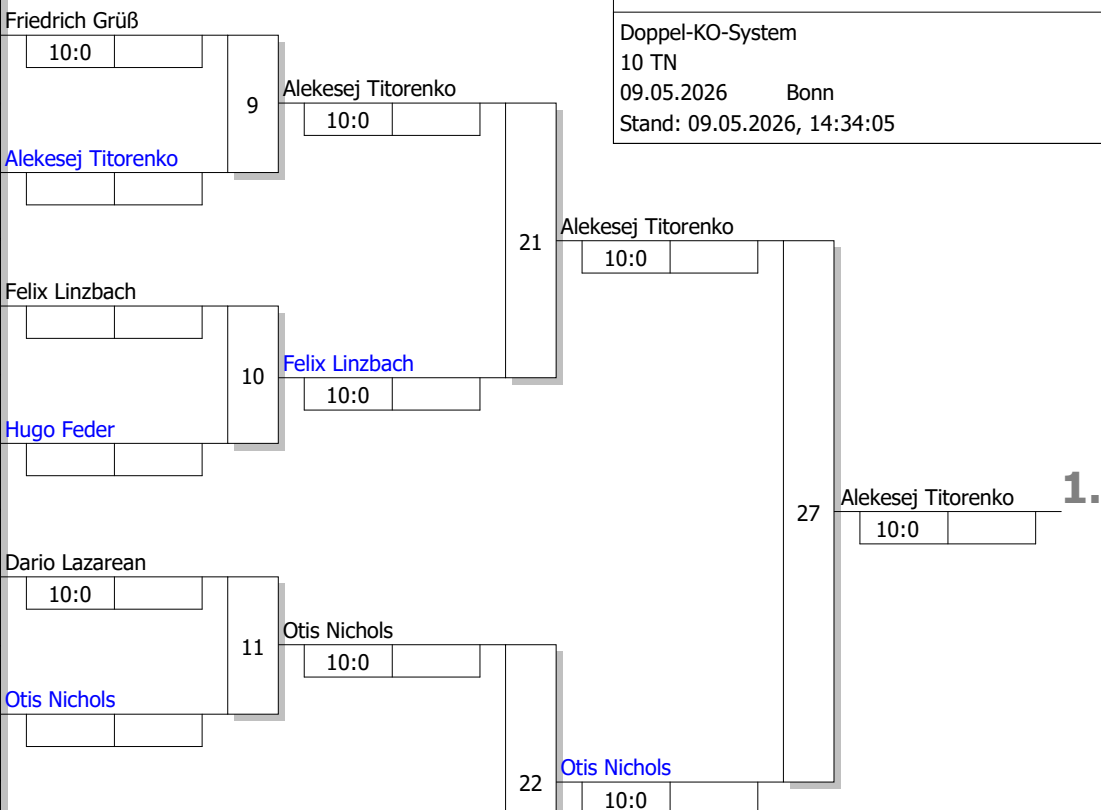 Doppel-KO-System
10 TN
09.05.2026 Bonn
Stand: 09.05.2026, 14:34:05
Friedrich Grüß
10:0
9
Alekesej Titorenko
10:0
Alekesej Titorenko
21
Alekesej Titorenko
10:0
Felix Linzbach
10
Felix Linzbach
10:0
Hugo Feder
27
Alekesej Titorenko
1.
10:0
Dario Lazarean
10:0
11
Otis Nichols
10:0
Otis Nichols
22
Otis Nichols
10:0